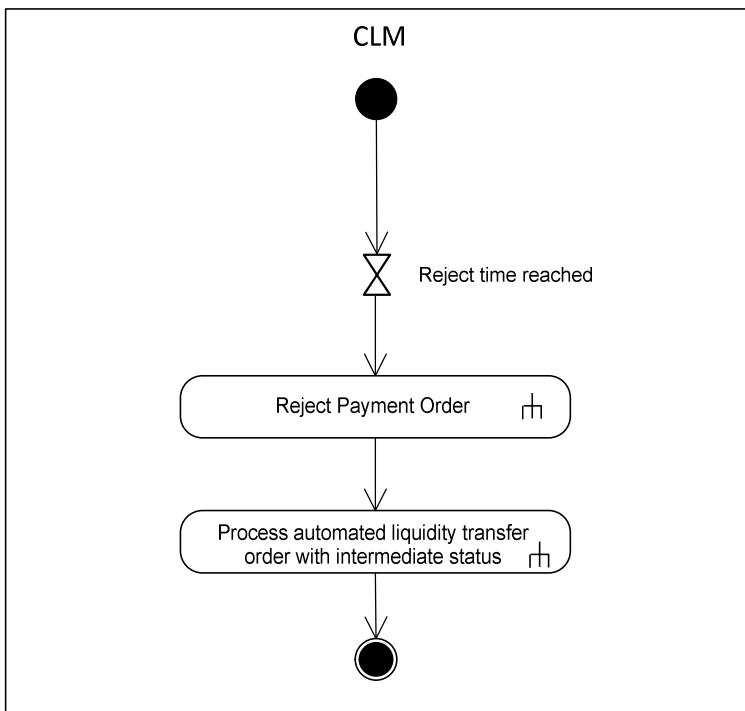 CLM
Reject time reached
Reject Payment Order
Process automated liquidity transfer
order with intermediate status